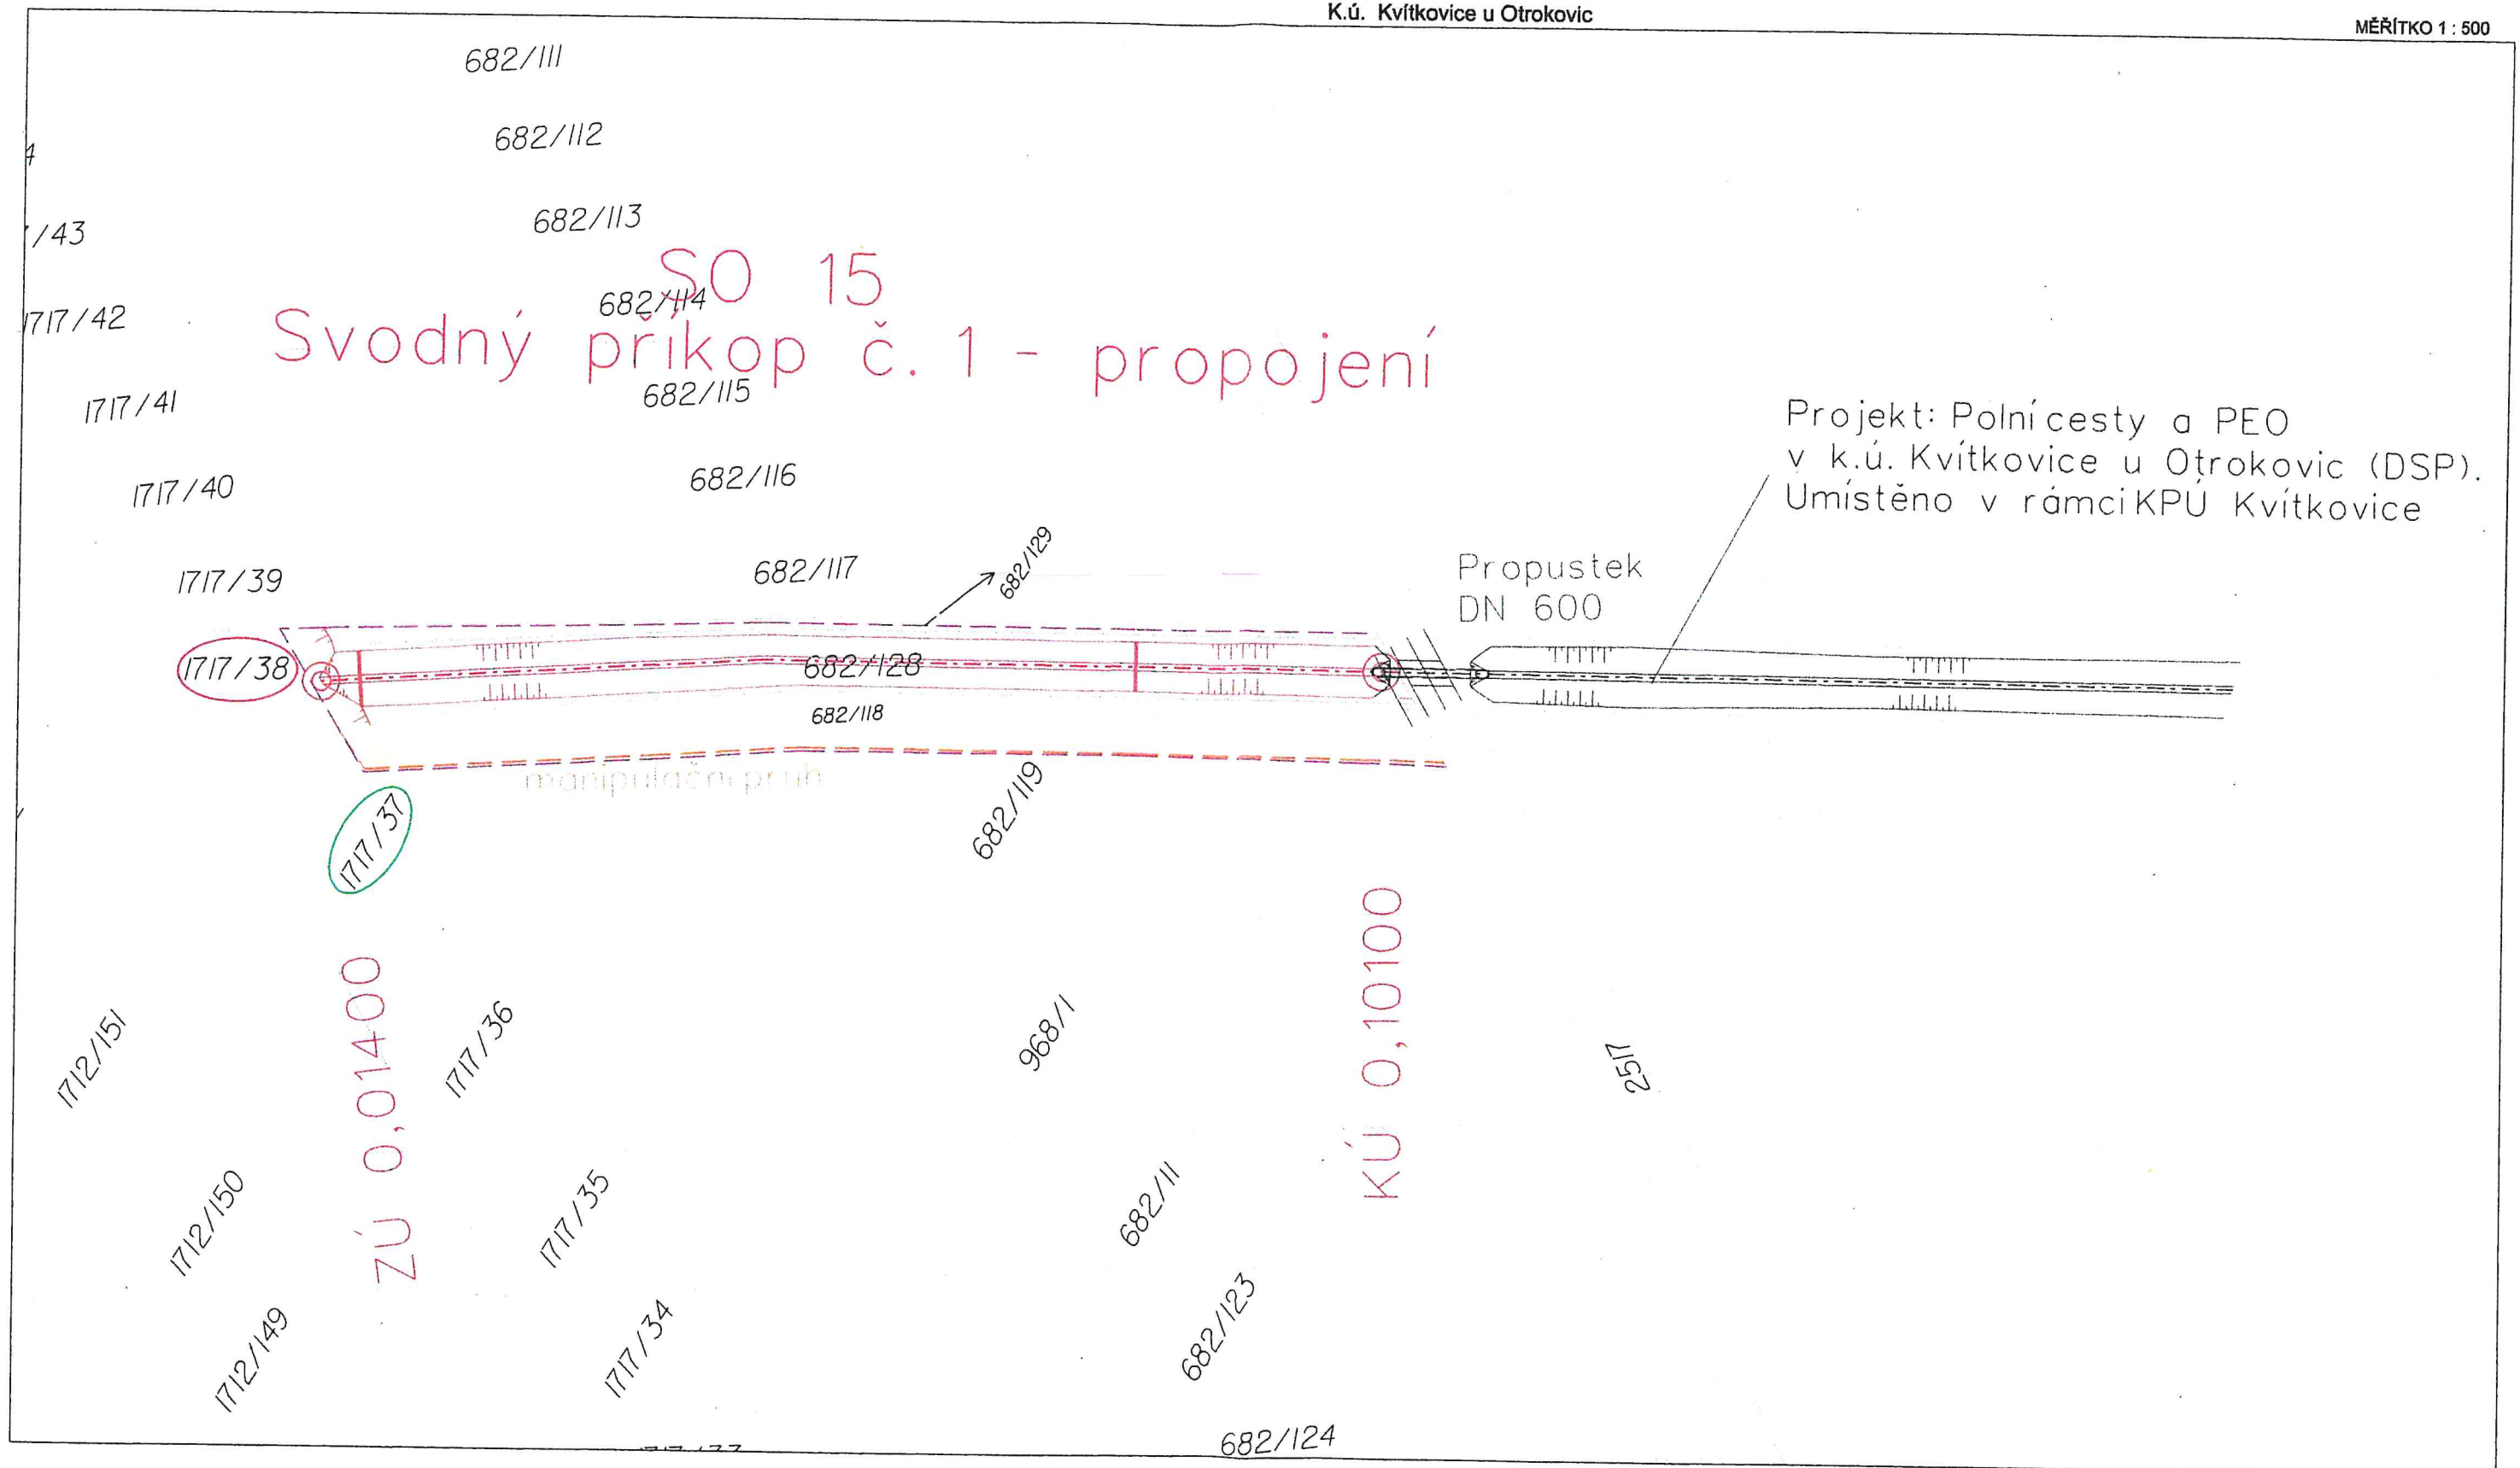 K.ú. Kvítkovice u Otrokovic
MĚŘÍTKO 1 : 500
682/111
682/112
4
682/113
/43
SO 15
682/114
1717/42
Svodný příkop č. 1 - propojení
682/115
1717/41
Projekt: Polní cesty a PEO
v k.ú. Kvítkovice u Otrokovic (DSP).
Umístěno v rámci KPÚ Kvítkovice
682/116
1717/40
682/129
682/117
1717/39
Propustek
DN 600
1717/38
682/128
682/118
manipulační pruh
682/119
1717/37
ZÚ 0,01400
KÚ 0,10100
1712/151
1717/36
968/1
2517
1712/150
1717/35
682/11
1712/149
1717/34
682/123
682/124